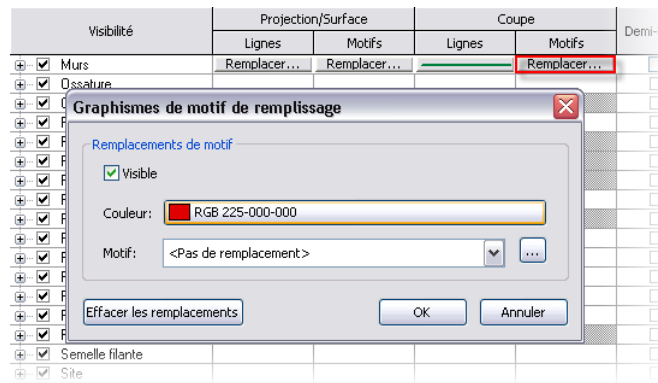 Visibilité
Projection/Surface
Coupe
Demi-
Lignes
Motifs
Lignes
Motifs
Murs
Remplacer...
Remplacer...
Remplacer...
Ossature
Graphismes de motif de remplissage
Remplacements de motif
Visible
Couleur:
RGB 225-000-000
Motif:
<Pas de remplacement>
...
Effacer les remplacements
OK
Annuler
Semelle filante
Site